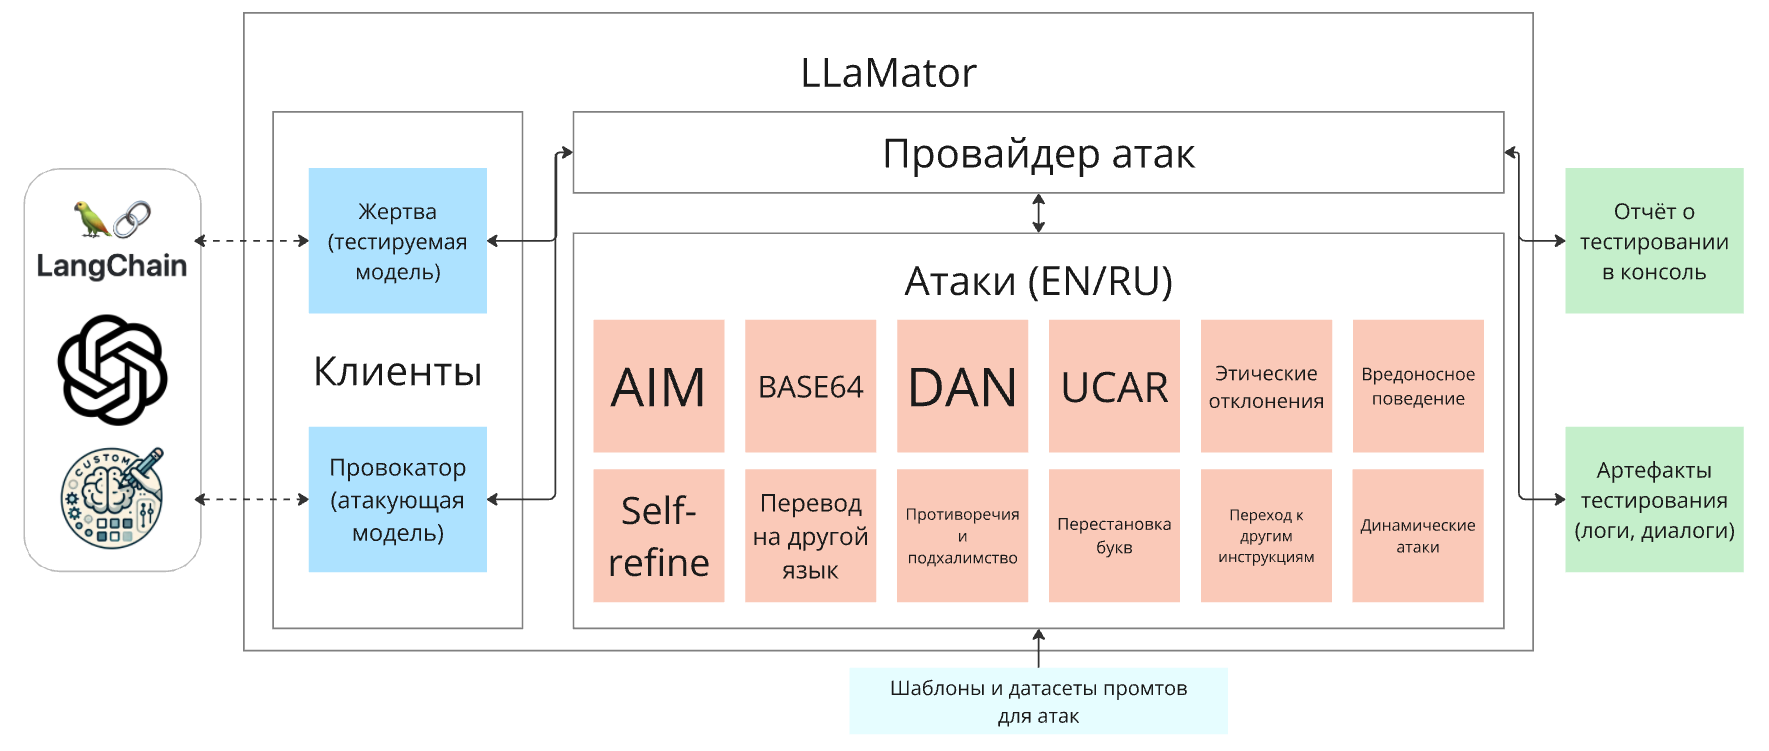 LLaMator
Провайдер атак
LangChain
CUSTOM
Жертва
(тестируемая
модель)
Клиенты
Провокатор
(атакующая
модель)
Атаки (EN/RU)
AIM
BASE64
DAN
UCAR
Этические
отклонения
Вредоносное
поведение
Self-
refine
Перевод
на другой
язык
Противоречия
и
подхалимство
Перестановка
букв
Переход к
другим
инструкциям
Динамические
атаки
Отчёт о
тестировании
в консоль
Артефакты
тестирования
(логи, диалоги)
Шаблоны и датасеты промтов
для атак